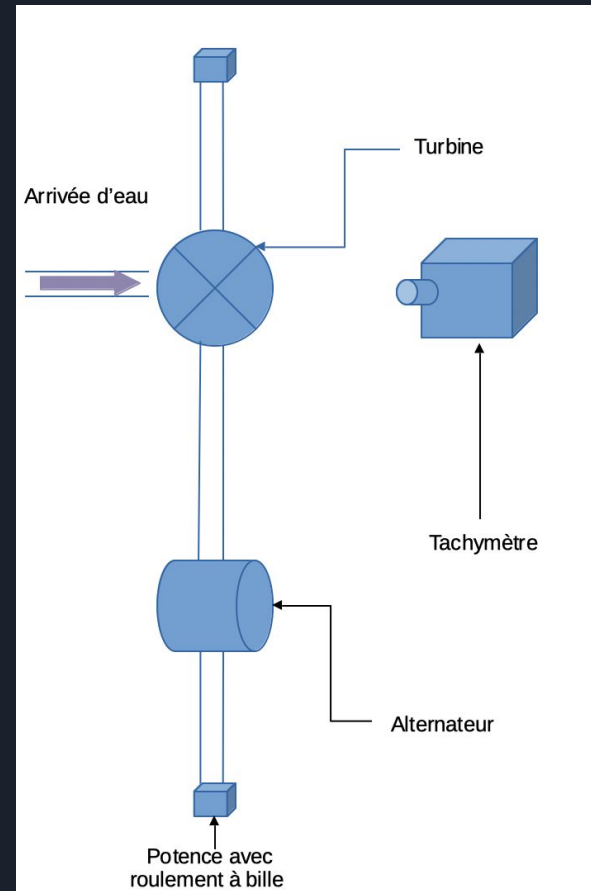 Turbine
Arrivée d'eau
Tachymètre
Alternateur
Potence avec
roulement à bille